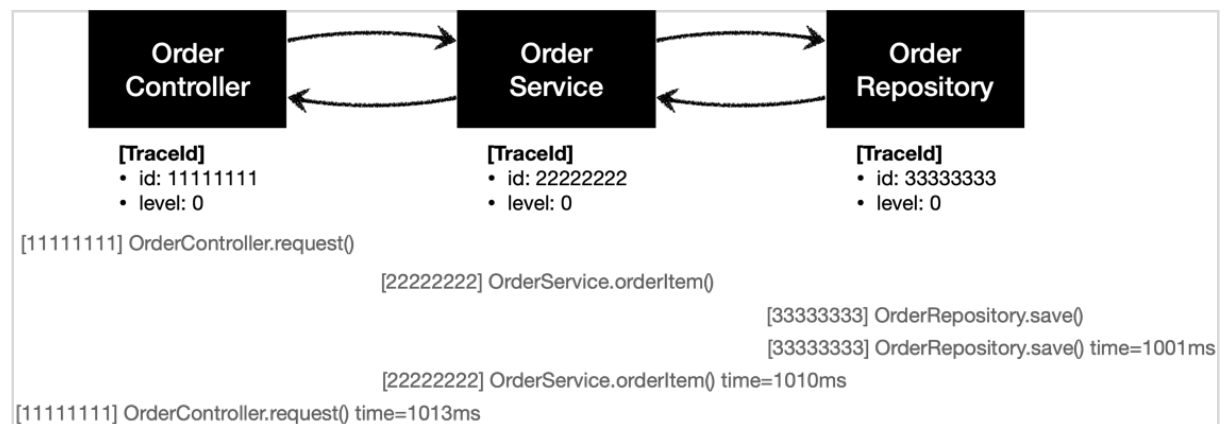 Order
Controller
Order
Service
Order
Repository
[TraceId]
• id: 11111111
• level: 0
[TraceId]
• id: 22222222
• level: 0
[TraceId]
• id: 33333333
• level: 0
[11111111] OrderController.request()
[22222222] OrderService.orderItem()
[33333333] OrderRepository.save()
[33333333] OrderRepository.save() time=1001ms
[22222222] OrderService.orderItem() time=1010ms
[11111111] OrderController.request() time=1013ms